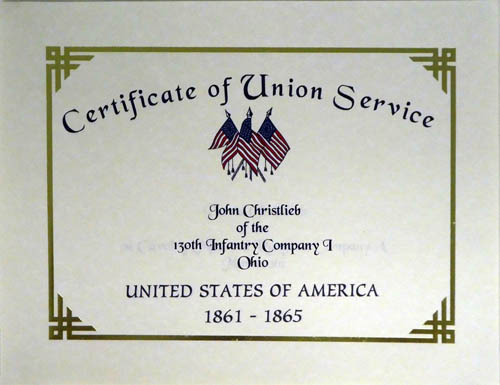 Certificate of Union Service
John Christlieb
of the
130th Infantry Company I
Ohio
UNITED STATES OF AMERICA
1861 - 1865